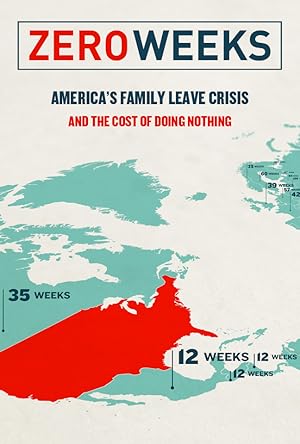 ZERO WEEKS
AMERICA'S FAMILY LEAVE CRISIS
AND THE COST OF DOING NOTHING
39 WEEKS
35 WEEKS
12 WEEKS
12 WEEKS
12 WEEKS